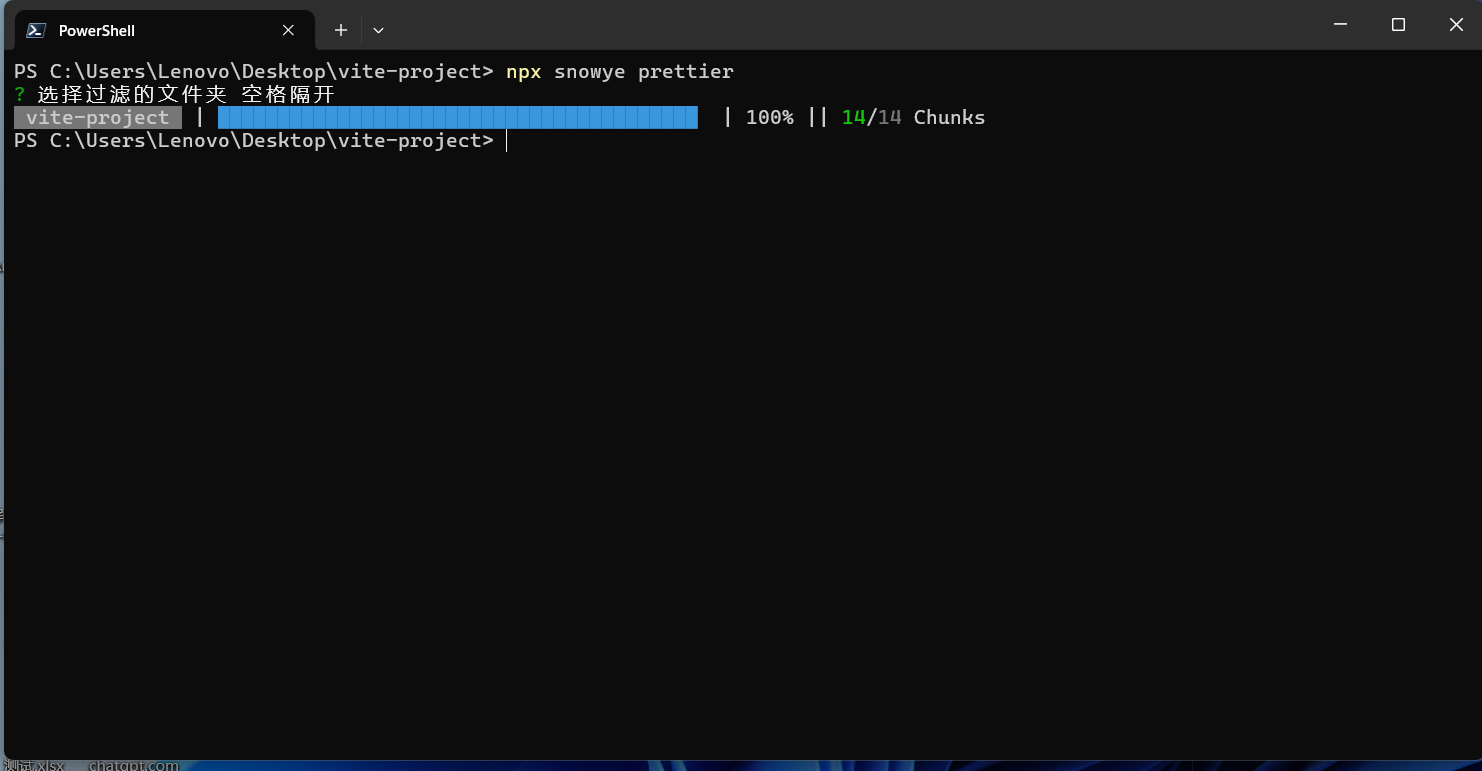 PowerShell
PS C:\Users\Lenovo\Desktop\vite-project> npx snowye prettier
? 选择过滤的文件夹 空格隔开
vite-project | | 100% || 14/14 Chunks
PS C:\Users\Lenovo\Desktop\vite-project>
测试.xlsx chatgpt.com